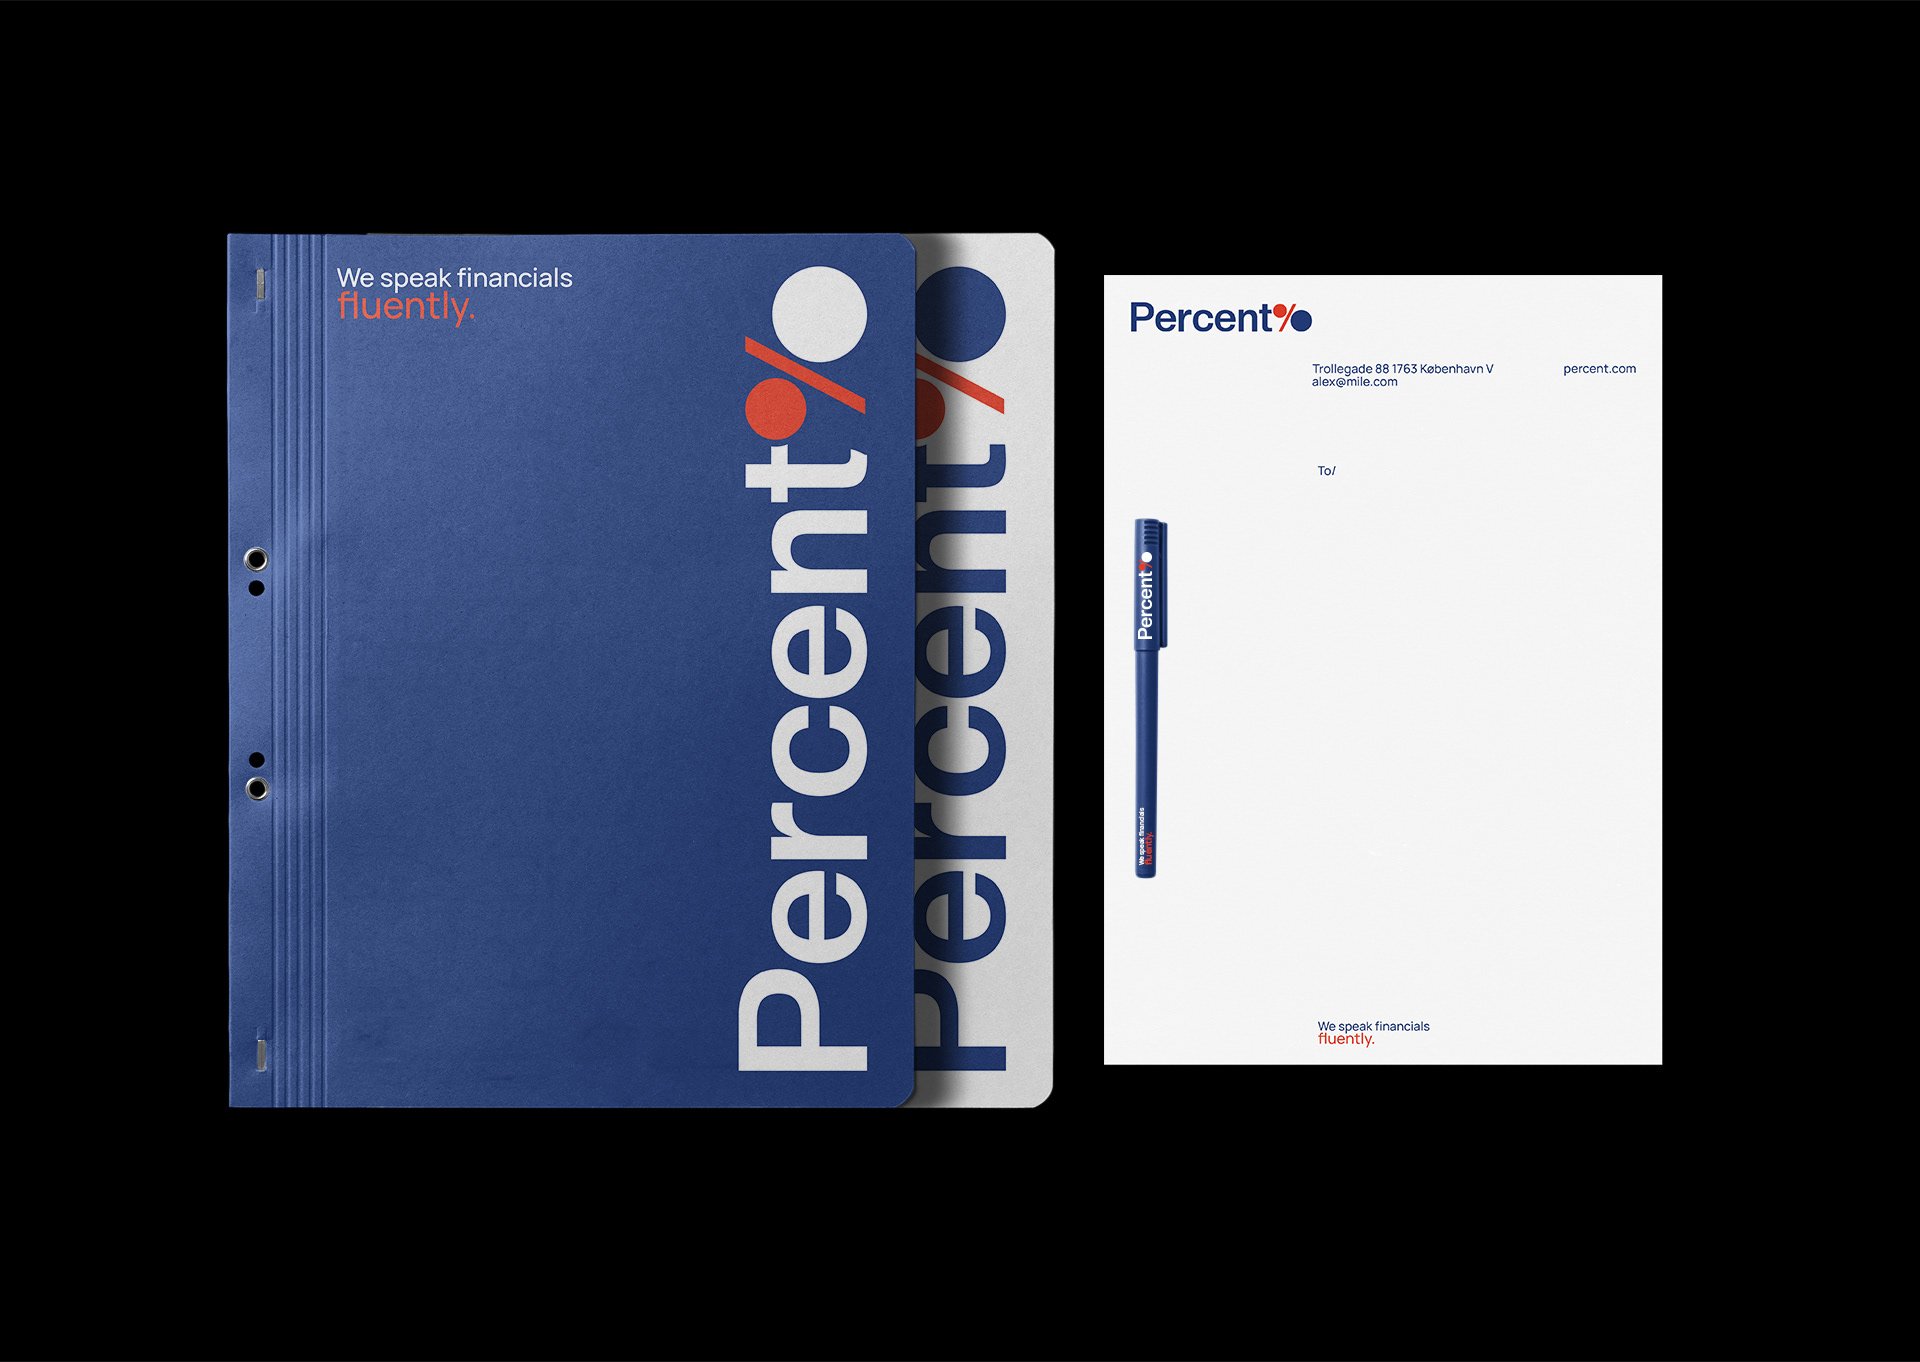 We speak financials
fluently.
Percent%
Percent%
Percent%
Trollegade 88 1763 København V
alex@mile.com
percent.com
To/
Percent%
We speak financials
fluently.
We speak financials
fluently.